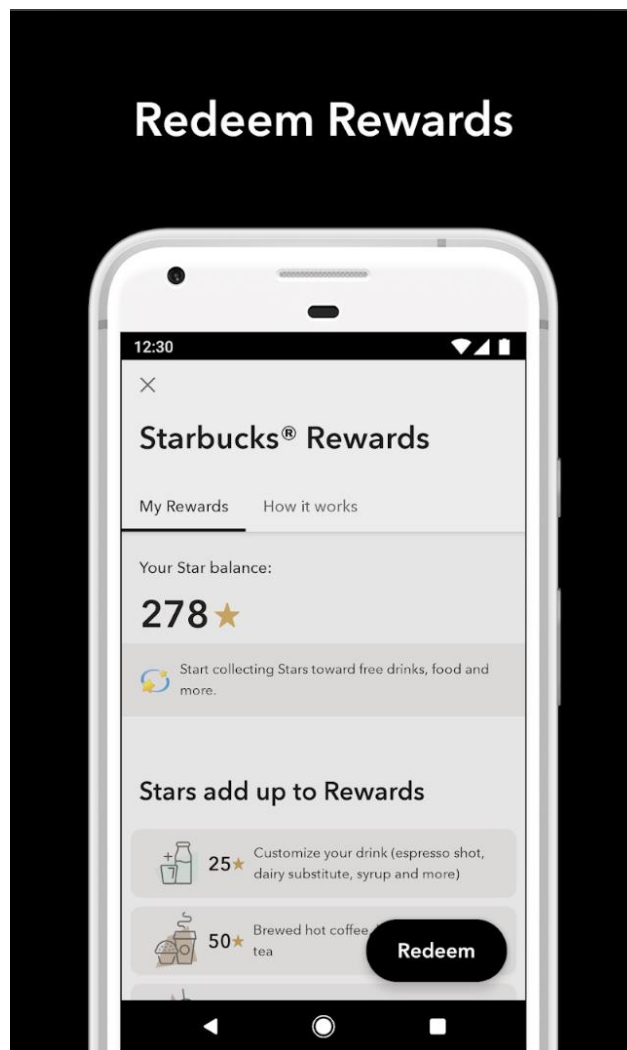 Redeem Rewards
12:30
Starbucks® Rewards
My Rewards How it works
Your Star balance:
278★
Start collecting Stars toward free drinks, food and
more.
Stars add up to Rewards
25★ Customize your drink (espresso shot,
dairy substitute, syrup and more)
50★ Brewed hot coffee,
tea
Redeem